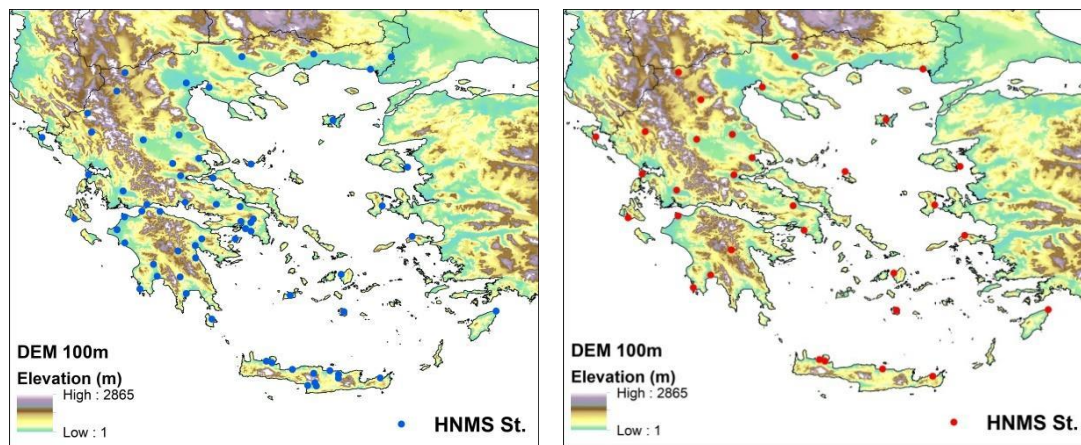 DEM 100m
Elevation (m)
High : 2865
Low : 1
HNMS St.
DEM 100m
Elevation (m)
High : 2865
Low : 1
HNMS St.